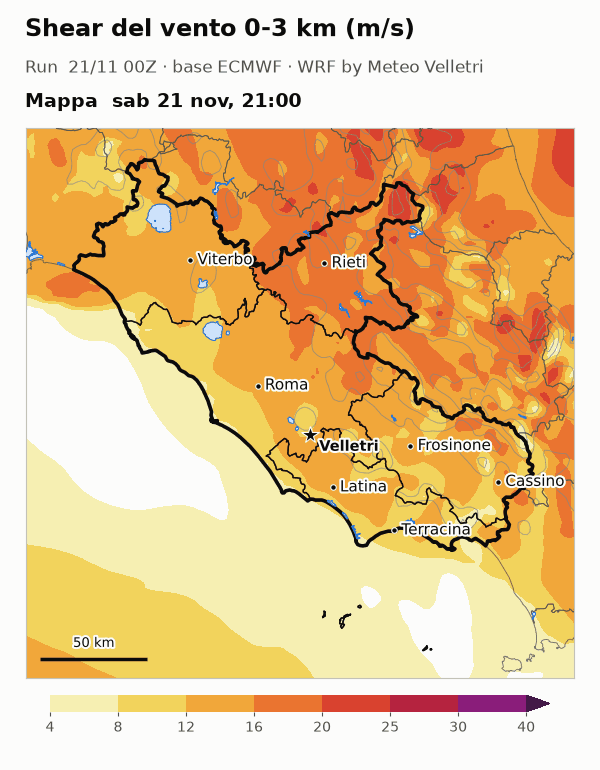 Shear del vento 0-3 km (m/s)
Run  21/11 00Z · base ECMWF · WRF by Meteo Velletri
Mappa  sab 21 nov, 21:00
Viterbo
Rieti
Roma
Velletri
Frosinone
Latina
Cassino
Terracina
50 km
4 8 12 16 20 25 30 40